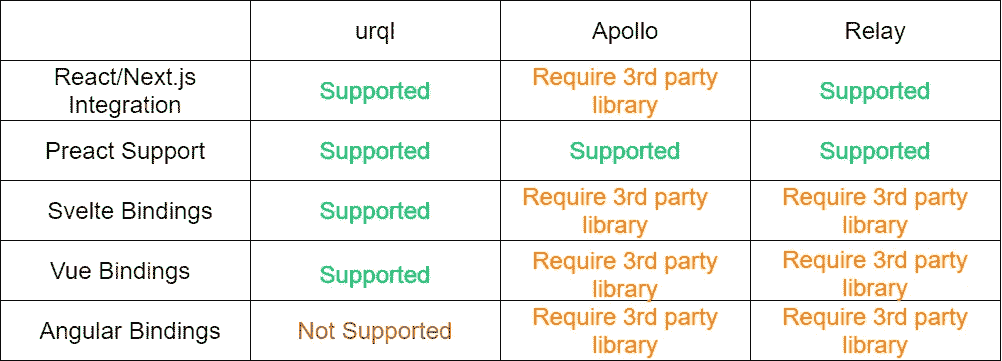 urql Apollo Relay
React/Next.js Integration Supported Require 3rd party library Supported
Preact Support Supported Supported Supported
Svelte Bindings Supported Require 3rd party library Require 3rd party library
Vue Bindings Supported Require 3rd party library Require 3rd party library
Angular Bindings Not Supported Require 3rd party library Require 3rd party library